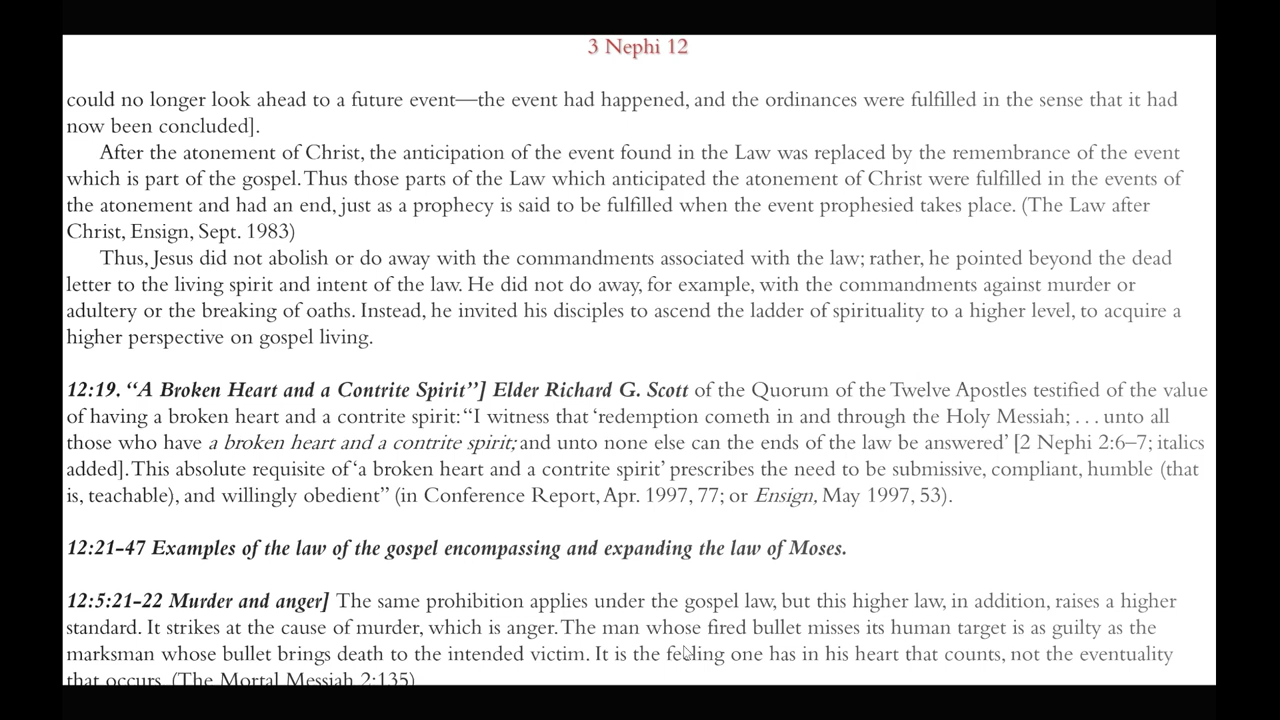 3 Nephi 12
could no longer look ahead to a future event—the event had happened, and the ordinances were fulfilled in the sense that it had
now been concluded].
After the atonement of Christ, the anticipation of the event found in the Law was replaced by the remembrance of the event
which is part of the gospel. Thus those parts of the Law which anticipated the atonement of Christ were fulfilled in the events of
the atonement and had an end, just as a prophecy is said to be fulfilled when the event prophesied takes place. (The Law after
Christ, Ensign, Sept. 1983)
Thus, Jesus did not abolish or do away with the commandments associated with the law; rather, he pointed beyond the dead
letter to the living spirit and intent of the law. He did not do away, for example, with the commandments against murder or
adultery or the breaking of oaths. Instead, he invited his disciples to ascend the ladder of spirituality to a higher level, to acquire a
higher perspective on gospel living.
12:19. “A Broken Heart and a Contrite Spirit”] Elder Richard G. Scott of the Quorum of the Twelve Apostles testified of the value
of having a broken heart and a contrite spirit: “I witness that ‘redemption cometh in and through the Holy Messiah; . . . unto all
those who have a broken heart and a contrite spirit; and unto none else can the ends of the law be answered’ [2 Nephi 2:6–7; italics
added]. This absolute requisite of ‘a broken heart and a contrite spirit’ prescribes the need to be submissive, compliant, humble (that
is, teachable), and willingly obedient” (in Conference Report, Apr. 1997, 77; or Ensign, May 1997, 53).
12:21-47 Examples of the law of the gospel encompassing and expanding the law of Moses.
12:5:21-22 Murder and anger] The same prohibition applies under the gospel law, but this higher law, in addition, raises a higher
standard. It strikes at the cause of murder, which is anger. The man whose fired bullet misses its human target is as guilty as the
marksman whose bullet brings death to the intended victim. It is the feeling one has in his heart that counts, not the eventuality
that occurs. (The Mortal Messiah 2:135)